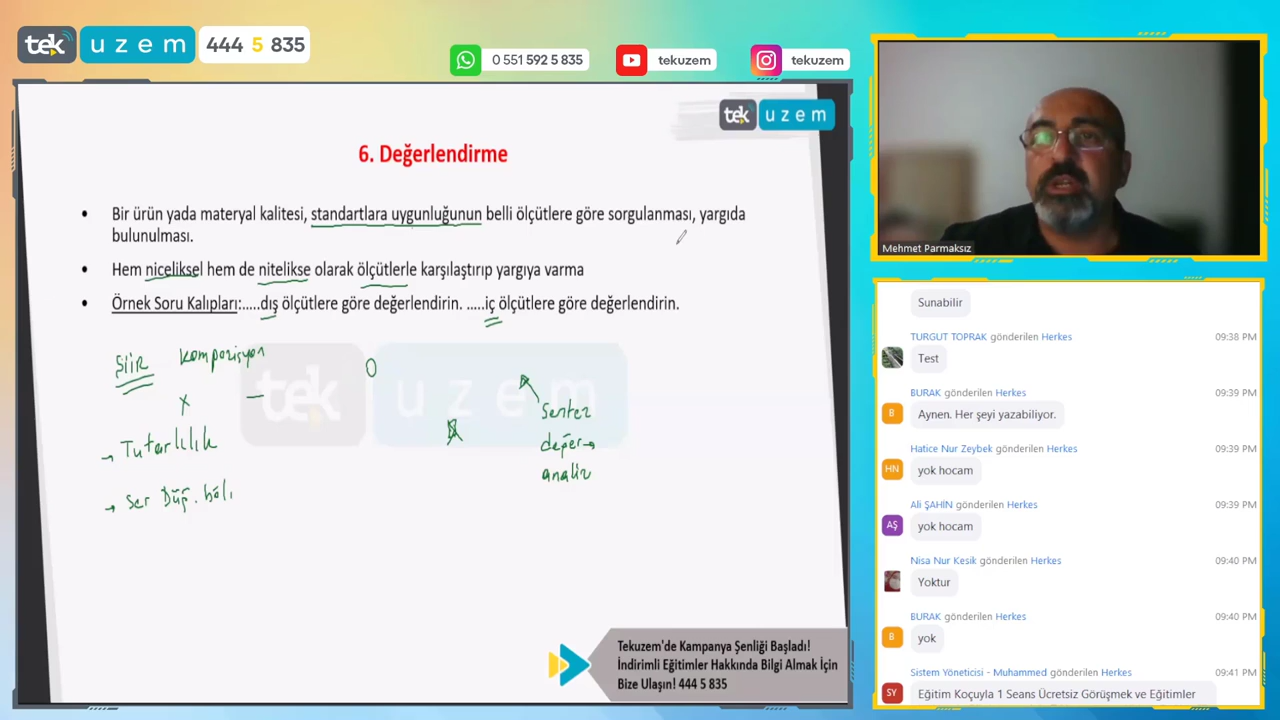 tek uzem 444 5 835
0 551 592 5 835
tekuzem
tekuzem
tek uzem
6. Değerlendirme
• Bir ürün yada materyal kalitesi, standartlara uygunluğunun belli ölçütlere göre sorgulanması, yargıda
bulunulması.
• Hem niceliksel hem de nitelikse olarak ölçütlerle karşılaştırıp yargıya varma
• Örnek Soru Kalıpları:.....dış ölçütlere göre değerlendirin. .....iç ölçütlere göre değerlendirin.
ŞİİR Kompozisyon
tek uzem
Sentez
→ Tutarlılık
değer→
analiz
Tekuzem'de Kampanya Şenliği Başladı!
İndirimli Eğitimler Hakkında Bilgi Almak İçin
Bize Ulaşın! 444 5 835
Mehmet Parmaksız
Sunabilir
TURGUT TOPRAK gönderilen Herkes 09:38 PM
Test
BURAK gönderilen Herkes 09:39 PM
B
Aynen. Her şeyi yazabiliyor.
Hatice Nur Zeybek gönderilen Herkes 09:39 PM
HN
yok hocam
Ali ŞAHİN gönderilen Herkes 09:39 PM
AŞ
yok hocam
Nisa Nur Kesik gönderilen Herkes 09:40 PM
Yoktur
BURAK gönderilen Herkes 09:40 PM
B
yok
Sistem Yöneticisi - Muhammed gönderilen Herkes 09:41 PM
SY
Eğitim Koçuyla 1 Seans Ücretsiz Görüşmek ve Eğitimler